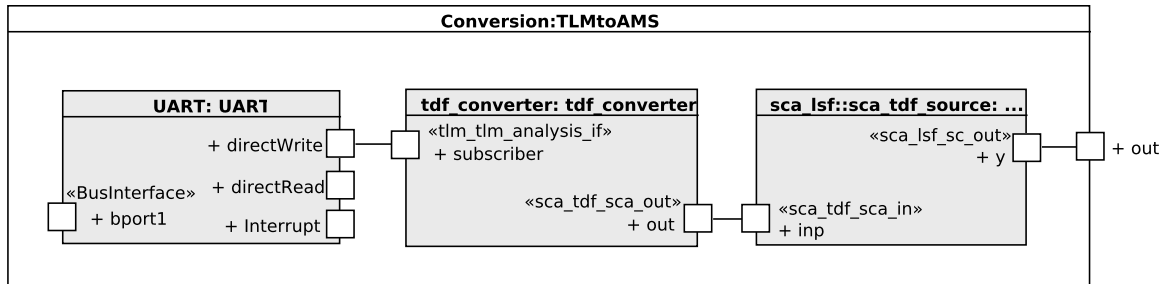 Conversion:TLMtoAMS
UART: UART
+ directWrite
+ directRead
«BusInterface»
+ bport1
+ Interrupt
tdf_converter: tdf_converter
«tlm_tlm_analysis_if»
+ subscriber
«sca_tdf_sca_out»
+ out
sca_lsf::sca_tdf_source: ...
«sca_lsf_sc_out»
+ y
«sca_tdf_sca_in»
+ inp
+ out